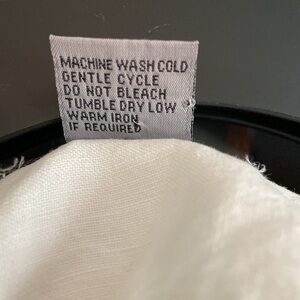 MACHINE WASH COLD
GENTLE CYCLE
DO NOT BLEACH
TUMBLE DRY LOW
WARM IRON
IF REQUIRED